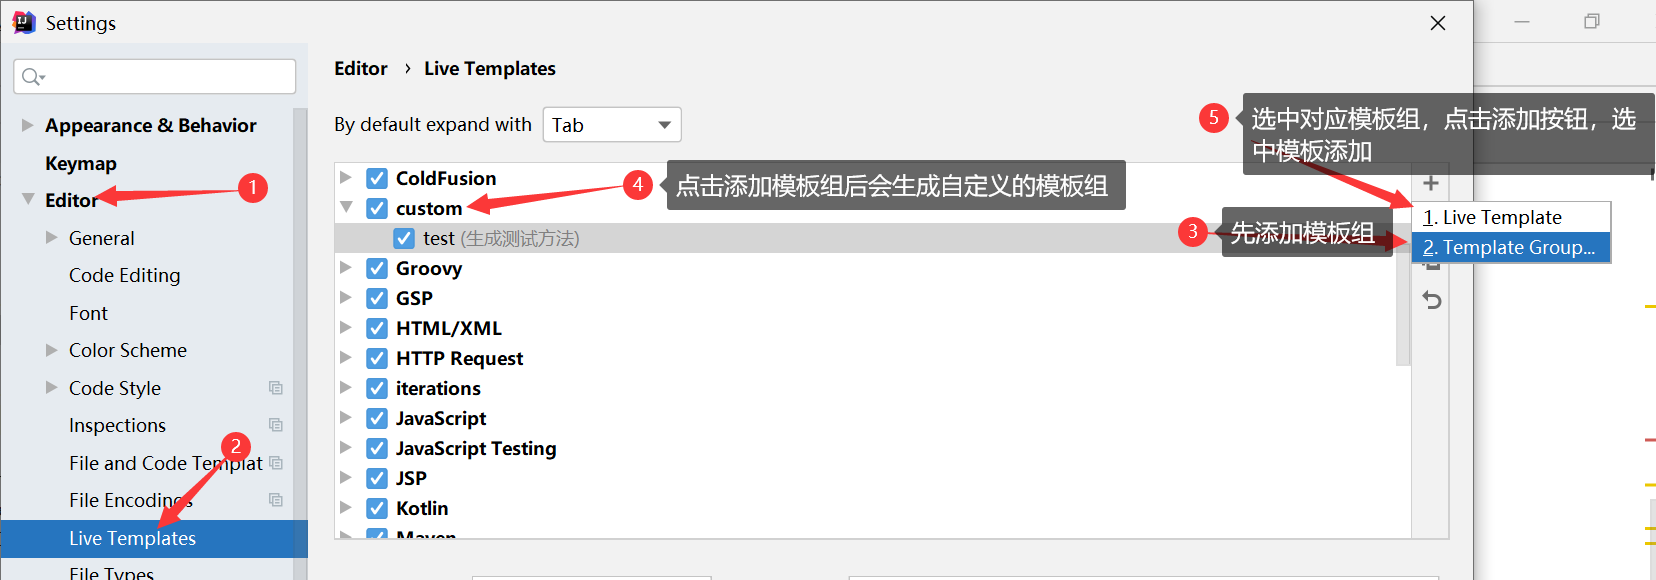 Settings
Editor › Live Templates
By default expand with Tab
Appearance & Behavior
Keymap
Editor
General
Code Editing
Font
Color Scheme
Code Style
Inspections
File and Code Templat
File Encodings
Live Templates
File Types
ColdFusion
custom
test (生成测试方法)
Groovy
GSP
HTML/XML
HTTP Request
iterations
JavaScript
JavaScript Testing
JSP
Kotlin
Maven
1
2
3
先添加模板组
4
点击添加模板组后会生成自定义的模板组
5
选中对应模板组，点击添加按钮，选
中模板添加
1. Live Template
2. Template Group...